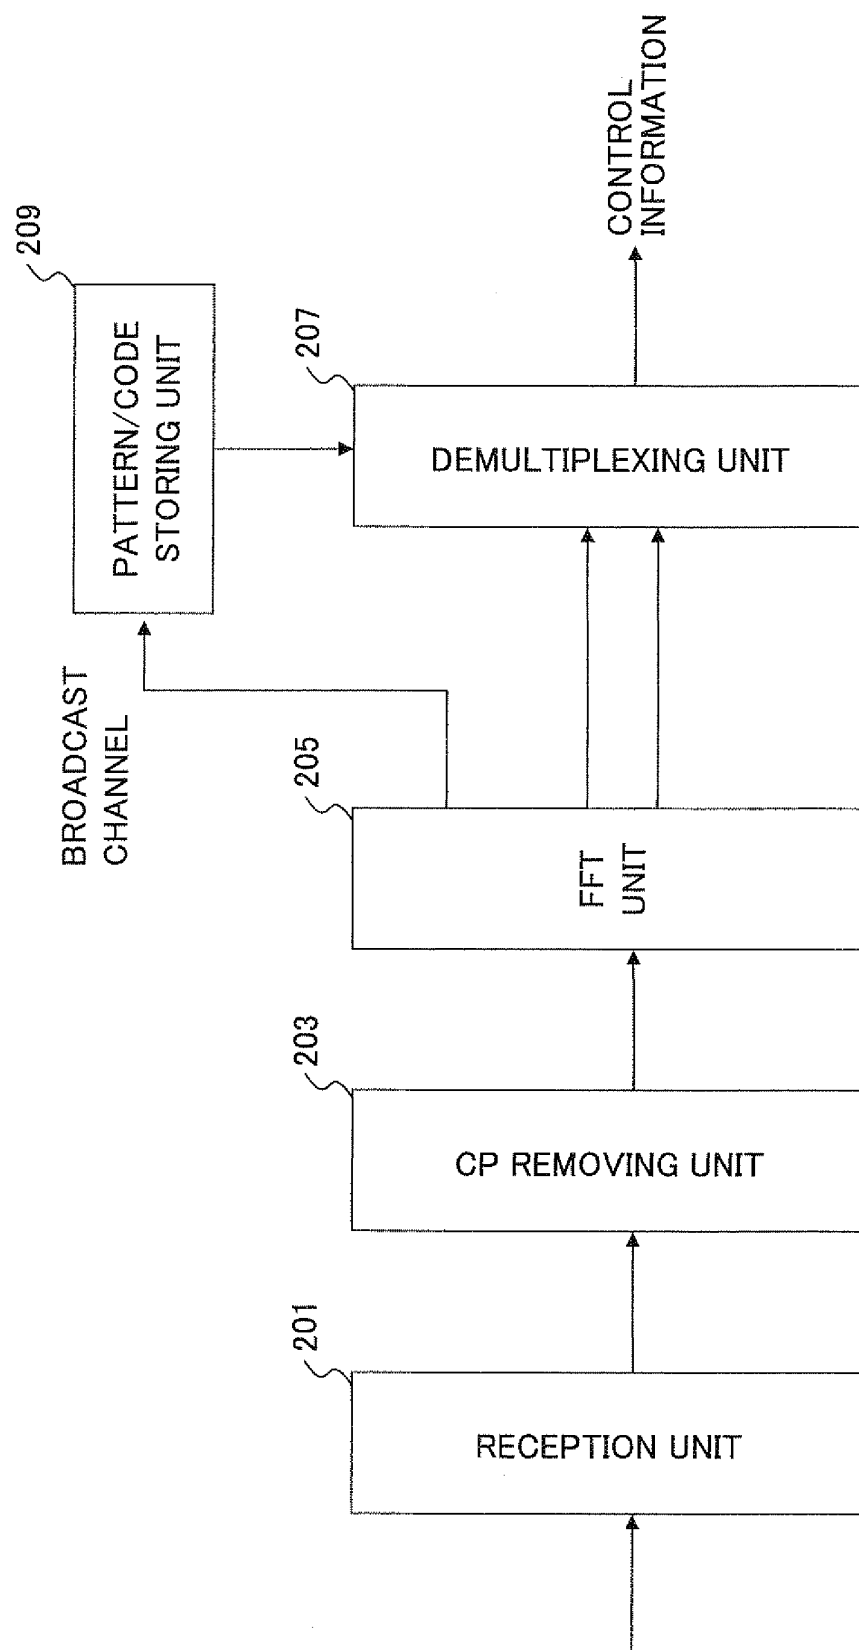 209
PATTERN/CODE
STORING UNIT
BROADCAST
CHANNEL
201
RECEPTION UNIT
203
CP REMOVING UNIT
205
FFT
UNIT
207
DEMULTIPLEXING UNIT
CONTROL
INFORMATION